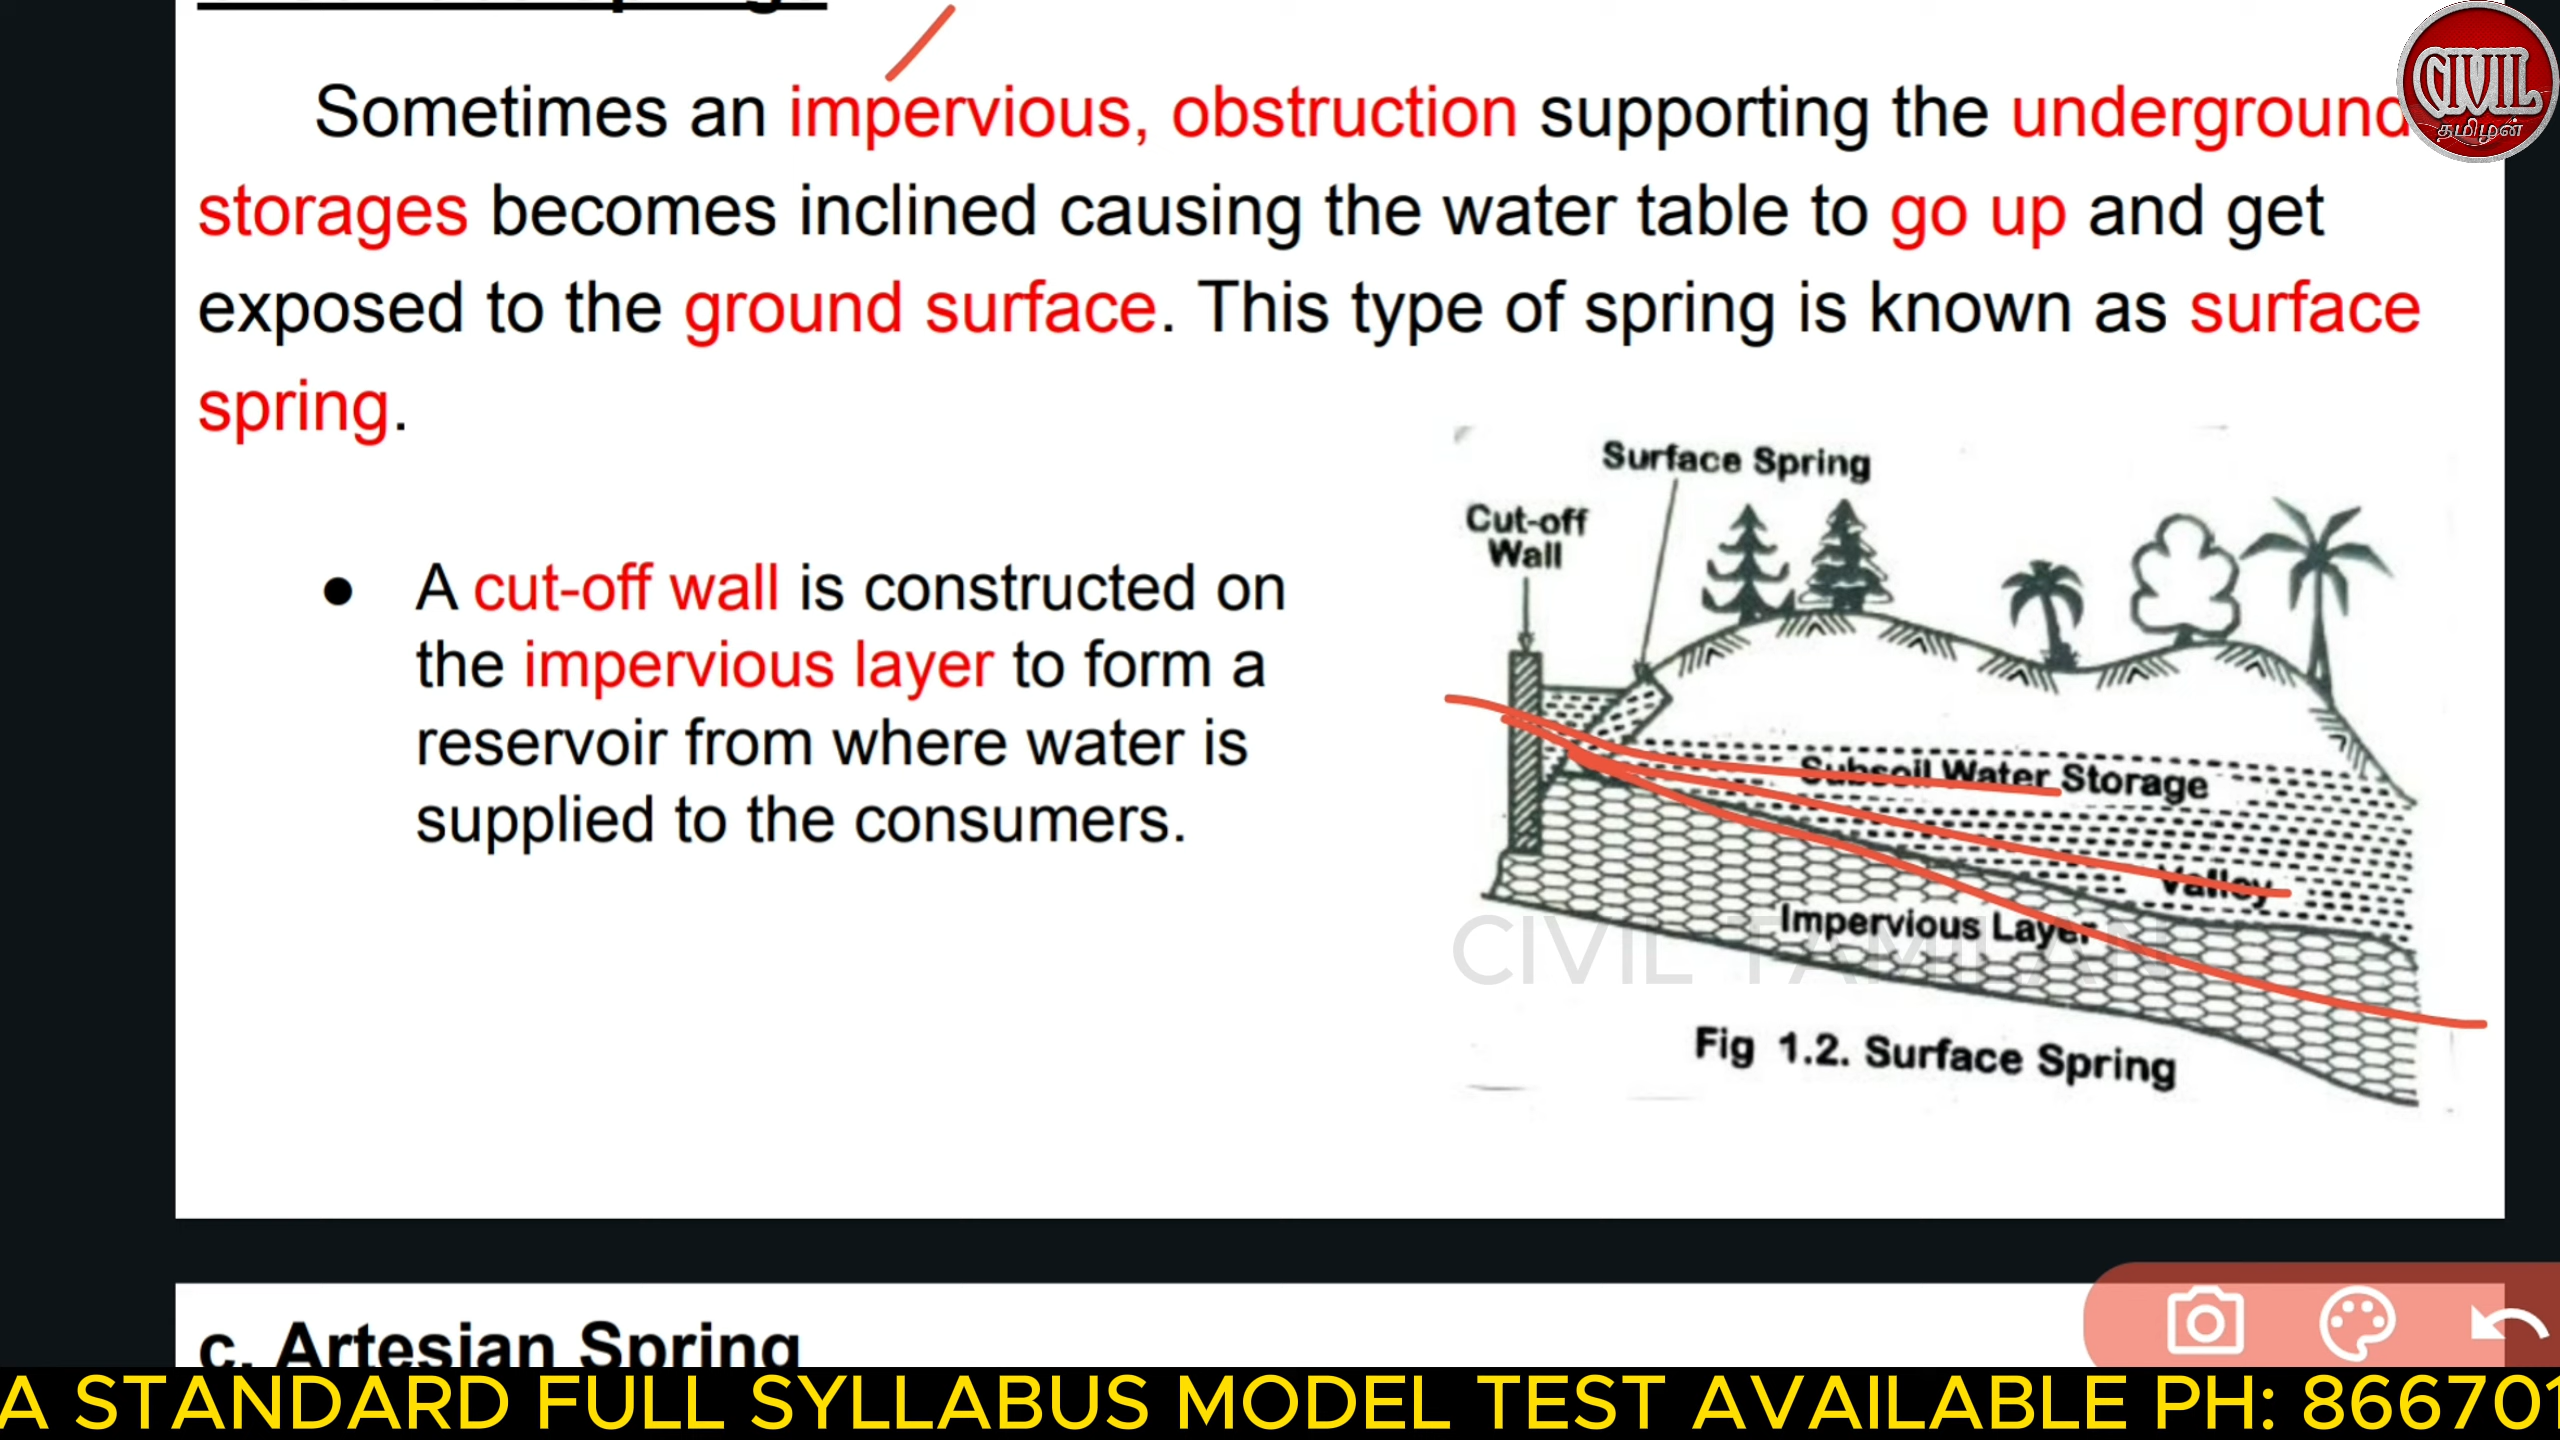 CIVIL
தமிழன்
Sometimes an impervious, obstruction supporting the underground
storages becomes inclined causing the water table to go up and get
exposed to the ground surface. This type of spring is known as surface
spring.
● A cut-off wall is constructed on
the impervious layer to form a
reservoir from where water is
supplied to the consumers.
Surface Spring
Cut-off
Wall
Subsoil Water Storage
Valley
Impervious Layer
CIVIL TAMILAN
Fig 1.2. Surface Spring
c. Artesian Spring
A STANDARD FULL SYLLABUS MODEL TEST AVAILABLE PH: 866701